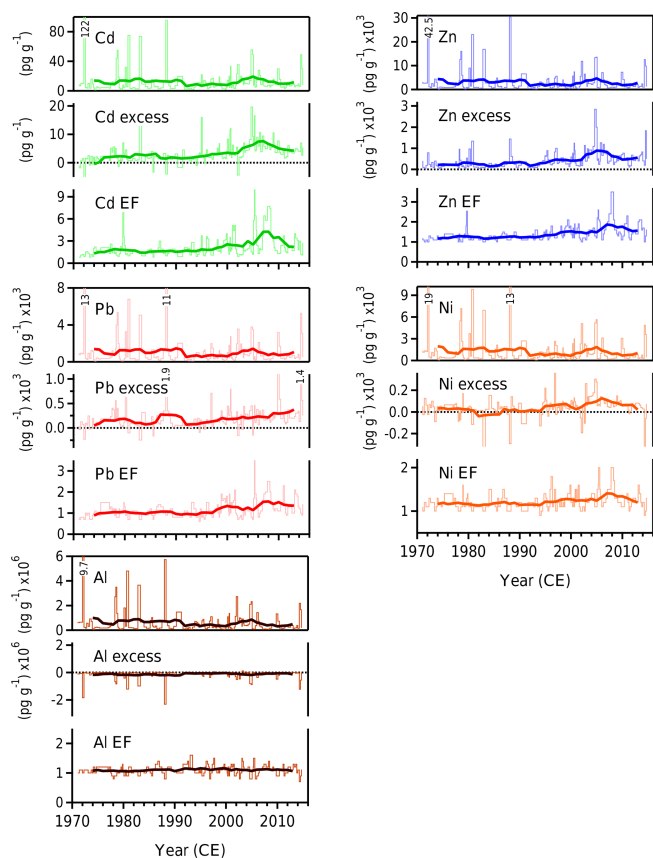 122
Cd
80
40
0
(pg g⁻¹)
Cd excess
20
10
0
(pg g⁻¹)
Cd EF
9
6
3
0
13
11
Pb
8
4
0
(pg g⁻¹) x10³
Pb excess
1.9
1.4
1.0
0.5
0.0
(pg g⁻¹) x10³
Pb EF
3
2
1
0
9.7
Al
6
4
2
0
(pg g⁻¹) x10⁶
Al excess
2
0
-2
(pg g⁻¹) x10⁶
Al EF
2
1
0
1970 1980 1990 2000 2010
Year (CE)
42.5
Zn
30
20
10
0
(pg g⁻¹) x10³
Zn excess
3
2
1
0
(pg g⁻¹) x10³
Zn EF
3
2
1
0
19
13
Ni
9
6
3
0
(pg g⁻¹) x10³
Ni excess
0.2
0.0
-0.2
(pg g⁻¹) x10³
Ni EF
2
1
1970 1980 1990 2000 2010
Year (CE)